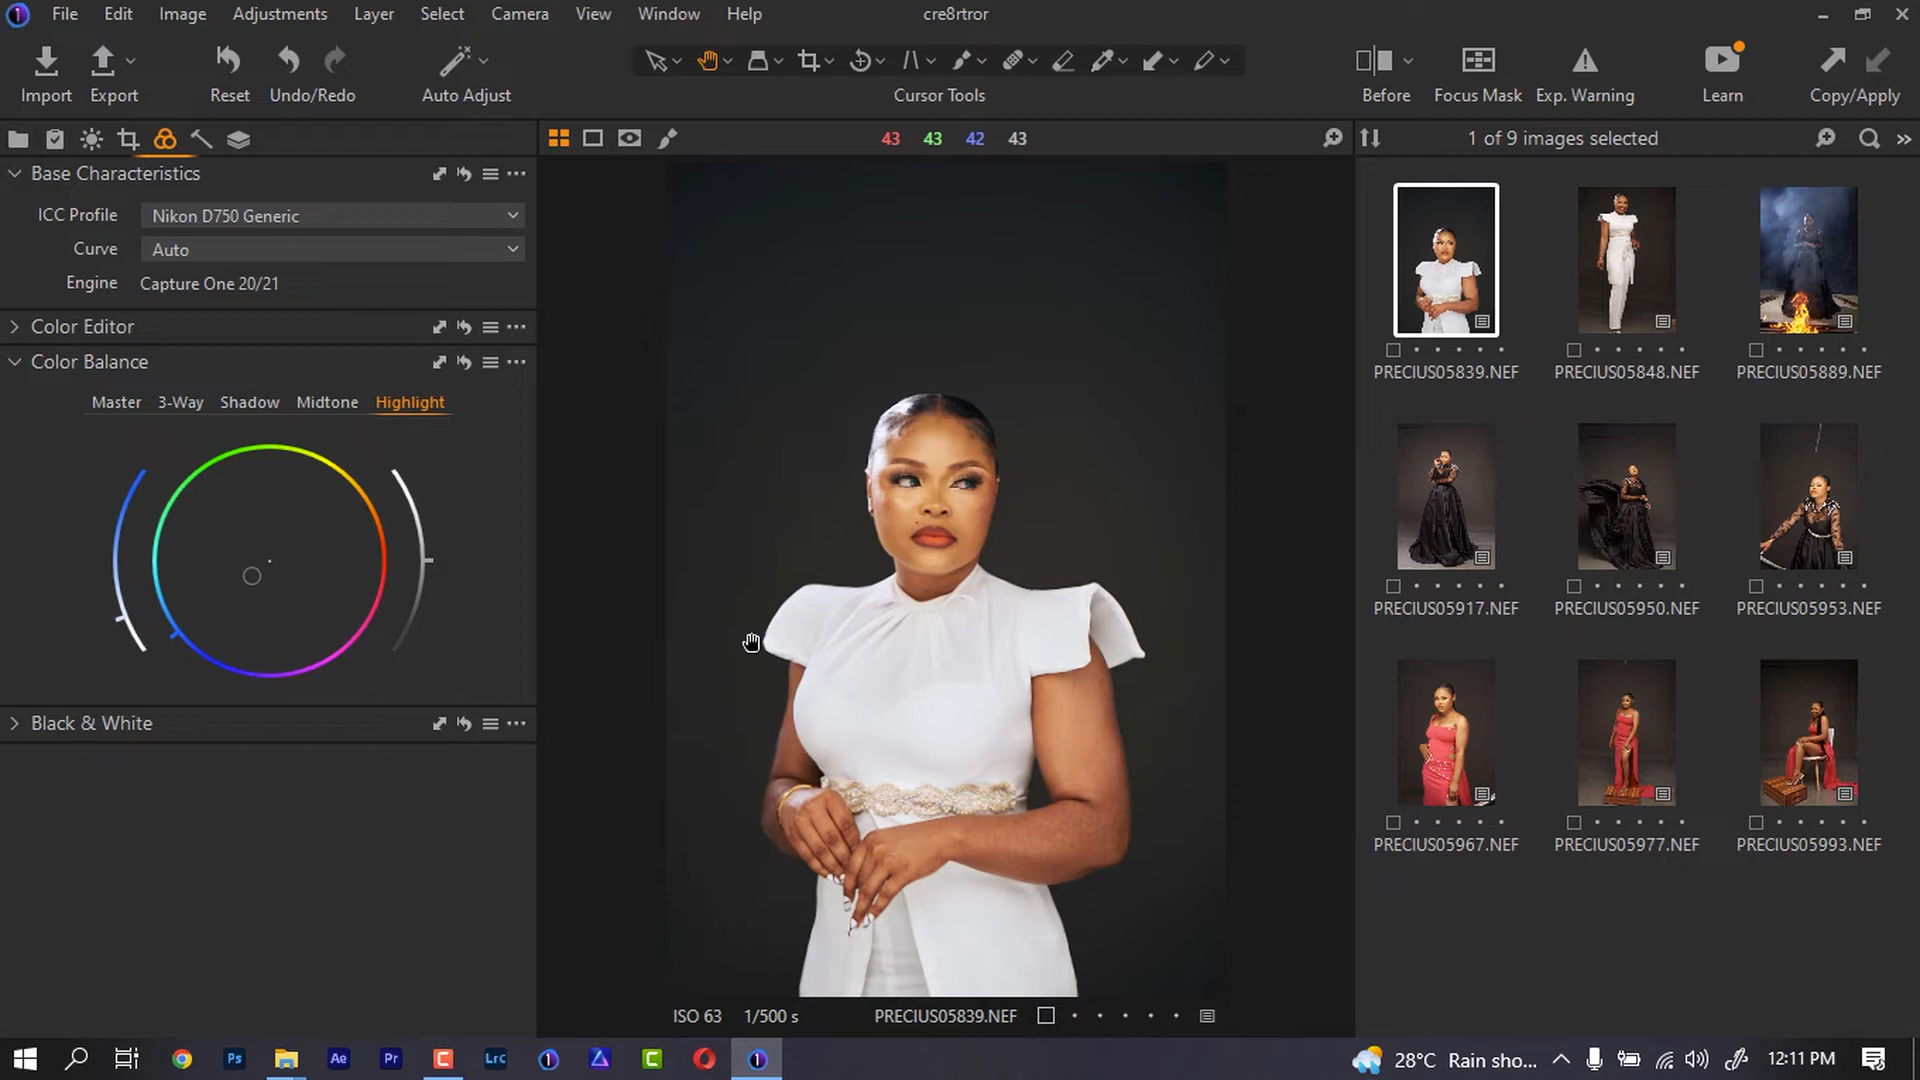 File Edit Image Adjustments Layer Select Camera View Window Help cre8rtror
Import Export Reset Undo/Redo Auto Adjust Cursor Tools Before Focus Mask Exp. Warning Learn Copy/Apply
43 43 42 43
1 of 9 images selected
Base Characteristics
ICC Profile Nikon D750 Generic
Curve Auto
Engine Capture One 20/21
Color Editor
Color Balance
Master 3-Way Shadow Midtone Highlight
Black & White
PRECIUS05839.NEF PRECIUS05848.NEF PRECIUS05889.NEF
PRECIUS05917.NEF PRECIUS05950.NEF PRECIUS05953.NEF
PRECIUS05967.NEF PRECIUS05977.NEF PRECIUS05993.NEF
ISO 63 1/500 s PRECIUS05839.NEF
Ps Ae Pr C Lrc 1 C 1 28°C Rain sho... 12:11 PM